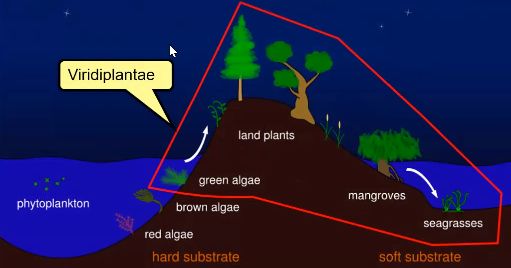 Viridiplantae
land plants
green algae
phytoplankton
brown algae
mangroves
seagrasses
red algae
hard substrate
soft substrate